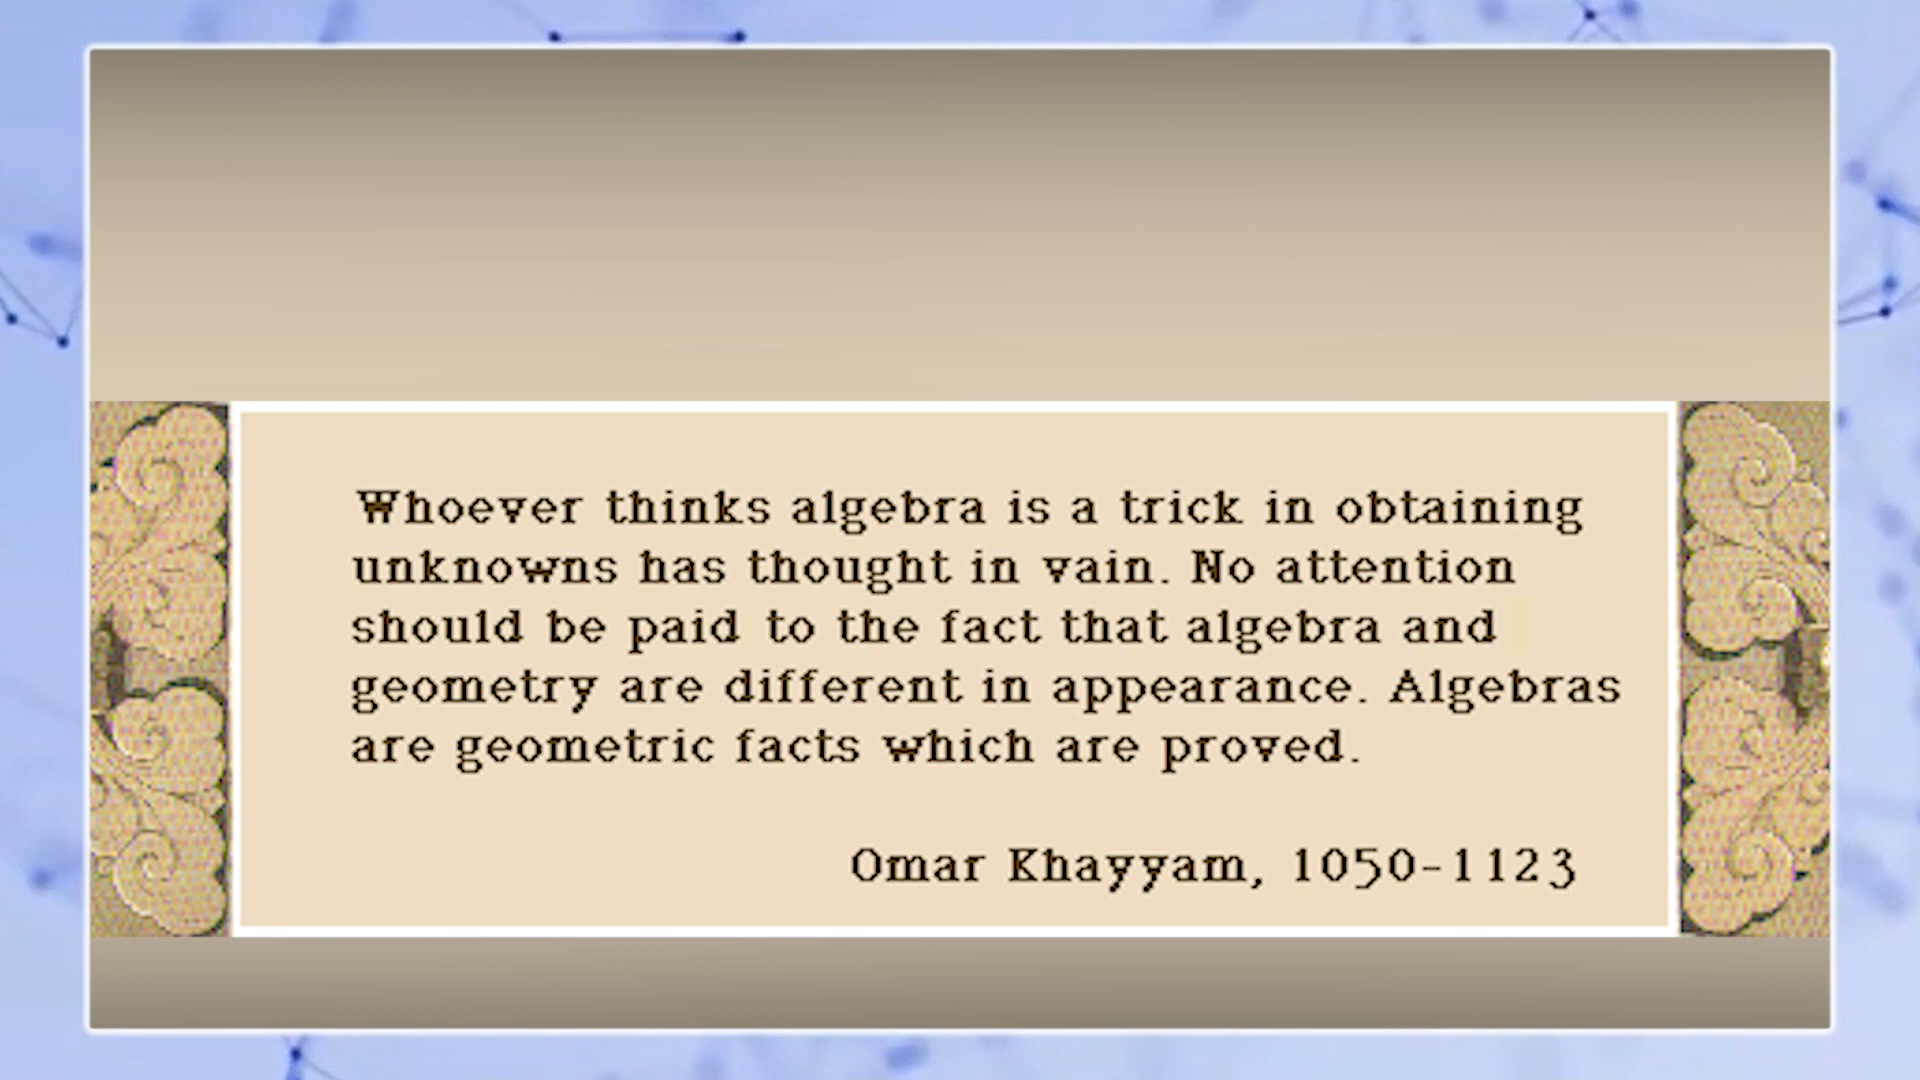 Whoever thinks algebra is a trick in obtaining
unknowns has thought in vain. No attention
should be paid to the fact that algebra and
geometry are different in appearance. Algebras
are geometric facts which are proved.
Omar Khayyam, 1050-1123